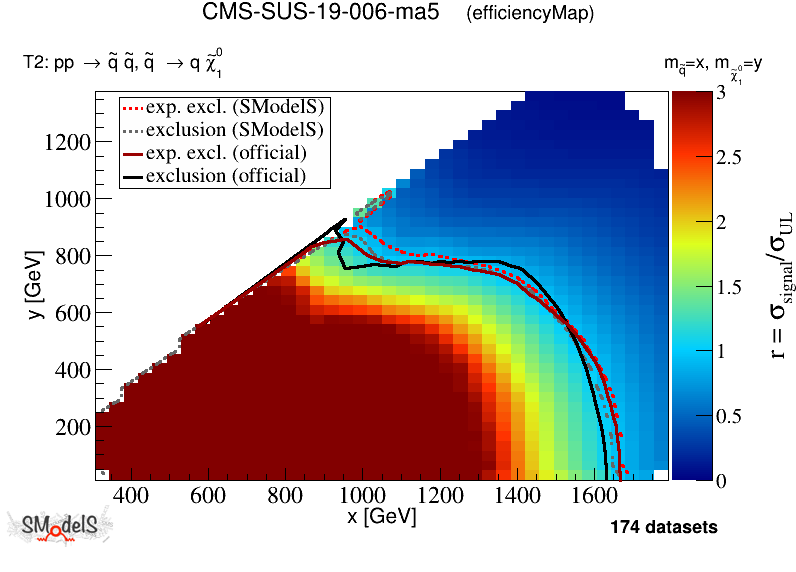 CMS-SUS-19-006-ma5 (efficiencyMap)
T2: pp → q̃ q̃, q̃ → q χ̃⁰₁
m_q̃=x, m_χ̃⁰₁=y
exp. excl. (SModelS)
exclusion (SModelS)
exp. excl. (official)
exclusion (official)
y [GeV]
1200
1000
800
600
400
200
400 600 800 1000 1200 1400 1600
x [GeV]
3
2.5
2
1.5
1
0.5
0
r = σ_signal/σ_UL
SModelS
174 datasets